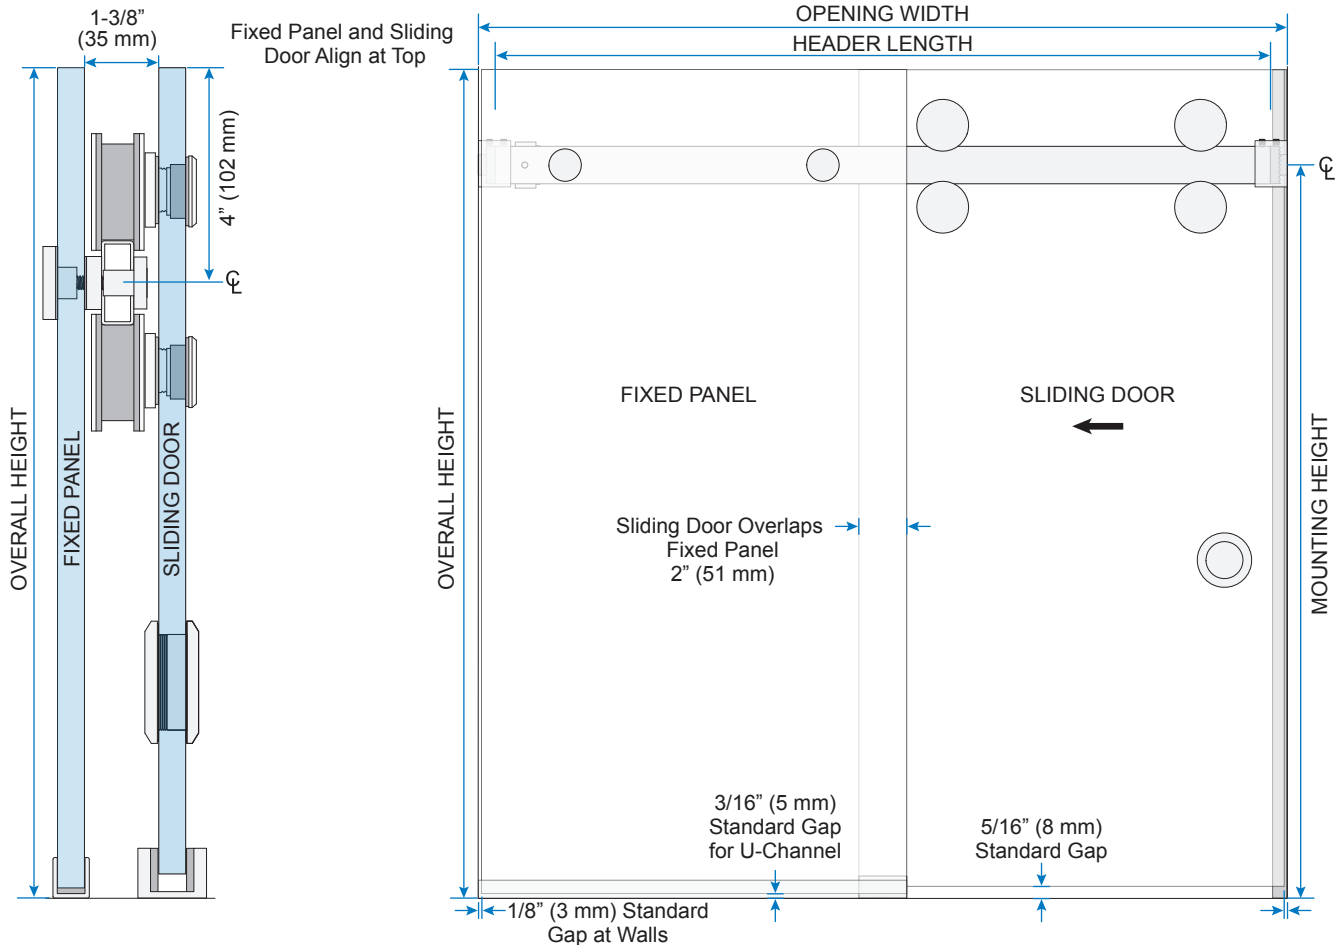 1-3/8”
(35 mm)
Fixed Panel and Sliding
Door Align at Top
OPENING WIDTH
HEADER LENGTH
4” (102 mm)
℄
℄
OVERALL HEIGHT
FIXED PANEL
SLIDING DOOR
OVERALL HEIGHT
FIXED PANEL
SLIDING DOOR
MOUNTING HEIGHT
Sliding Door Overlaps
Fixed Panel
2” (51 mm)
3/16” (5 mm)
Standard Gap
for U-Channel
5/16” (8 mm)
Standard Gap
1/8” (3 mm) Standard
Gap at Walls